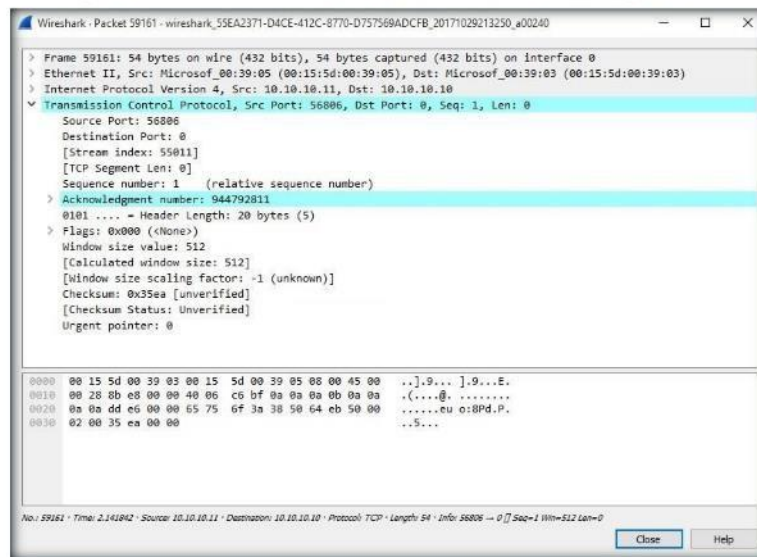 Wireshark · Packet 59161 · wireshark_55EA2371-D4CE-412C-8770-D757569ADCFB_20171029213250_a00240
Frame 59161: 54 bytes on wire (432 bits), 54 bytes captured (432 bits) on interface 0
Ethernet II, Src: Microsof_00:39:05 (00:15:5d:00:39:05), Dst: Microsof_00:39:03 (00:15:5d:00:39:03)
Internet Protocol Version 4, Src: 10.10.10.11, Dst: 10.10.10.10
Transmission Control Protocol, Src Port: 56806, Dst Port: 0, Seq: 1, Len: 0
Source Port: 56806
Destination Port: 0
[Stream index: 55011]
[TCP Segment Len: 0]
Sequence number: 1    (relative sequence number)
Acknowledgment number: 944792811
0101 .... = Header Length: 20 bytes (5)
Flags: 0x000 (<None>)
Window size value: 512
[Calculated window size: 512]
[Window size scaling factor: -1 (unknown)]
Checksum: 0x35ea [unverified]
[Checksum Status: Unverified]
Urgent pointer: 0
0000  00 15 5d 00 39 03 00 15  5d 00 39 05 08 00 45 00   ..].9... ].9...E.
0010  00 28 8b e8 00 00 40 06  c6 bf 0a 0a 0a 0b 0a 0a   .(....@. ........
0020  0a 0a dd e6 00 00 65 75  6f 3a 38 50 64 eb 50 00   ......eu o:8Pd.P.
0030  02 00 35 ea 00 00                                  ..5...
No.: 59161 · Time: 2.141842 · Source: 10.10.10.11 · Destination: 10.10.10.10 · Protocol: TCP · Length: 54 · Info: 56806 → 0 [] Seq=1 Win=512 Len=0
Close
Help